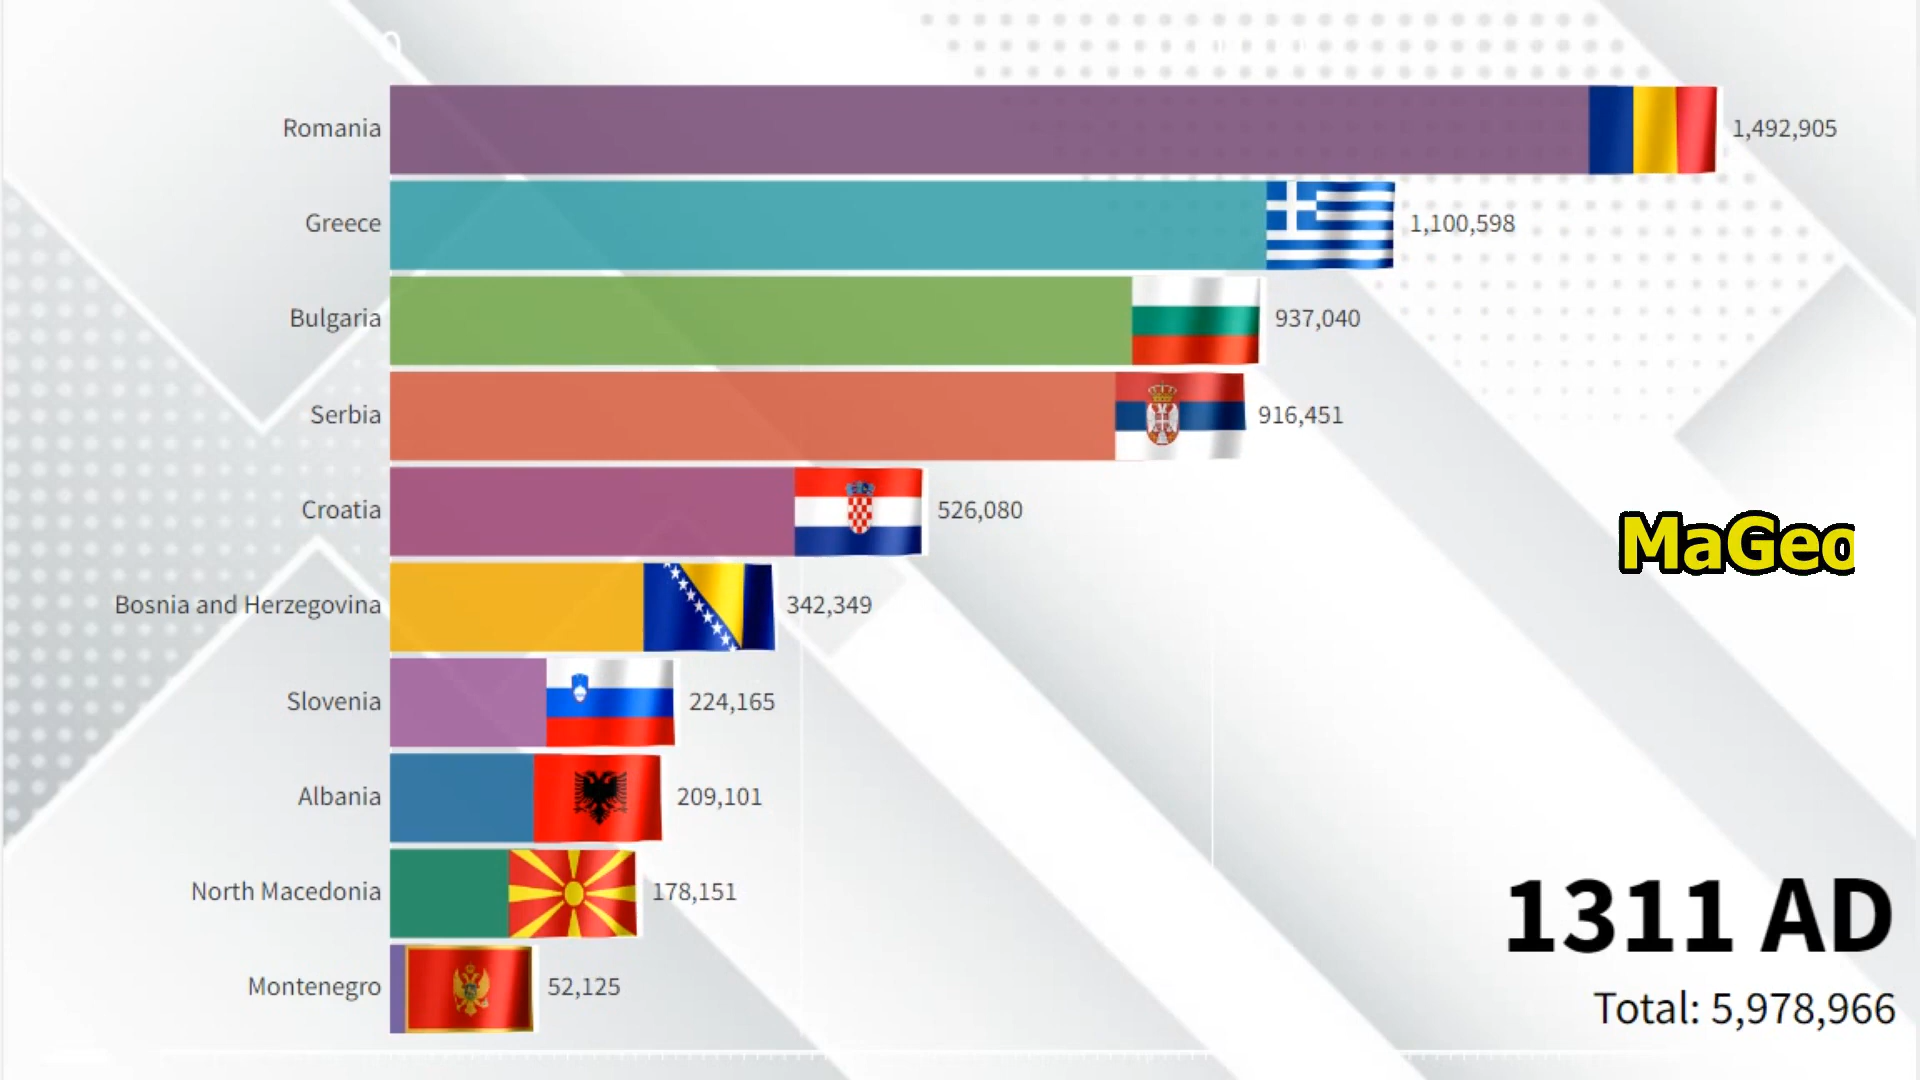 Romania 1,492,905
Greece 1,100,598
Bulgaria 937,040
Serbia 916,451
Croatia 526,080
Bosnia and Herzegovina 342,349
Slovenia 224,165
Albania 209,101
North Macedonia 178,151
Montenegro 52,125
MaGeo
1311 AD
Total: 5,978,966